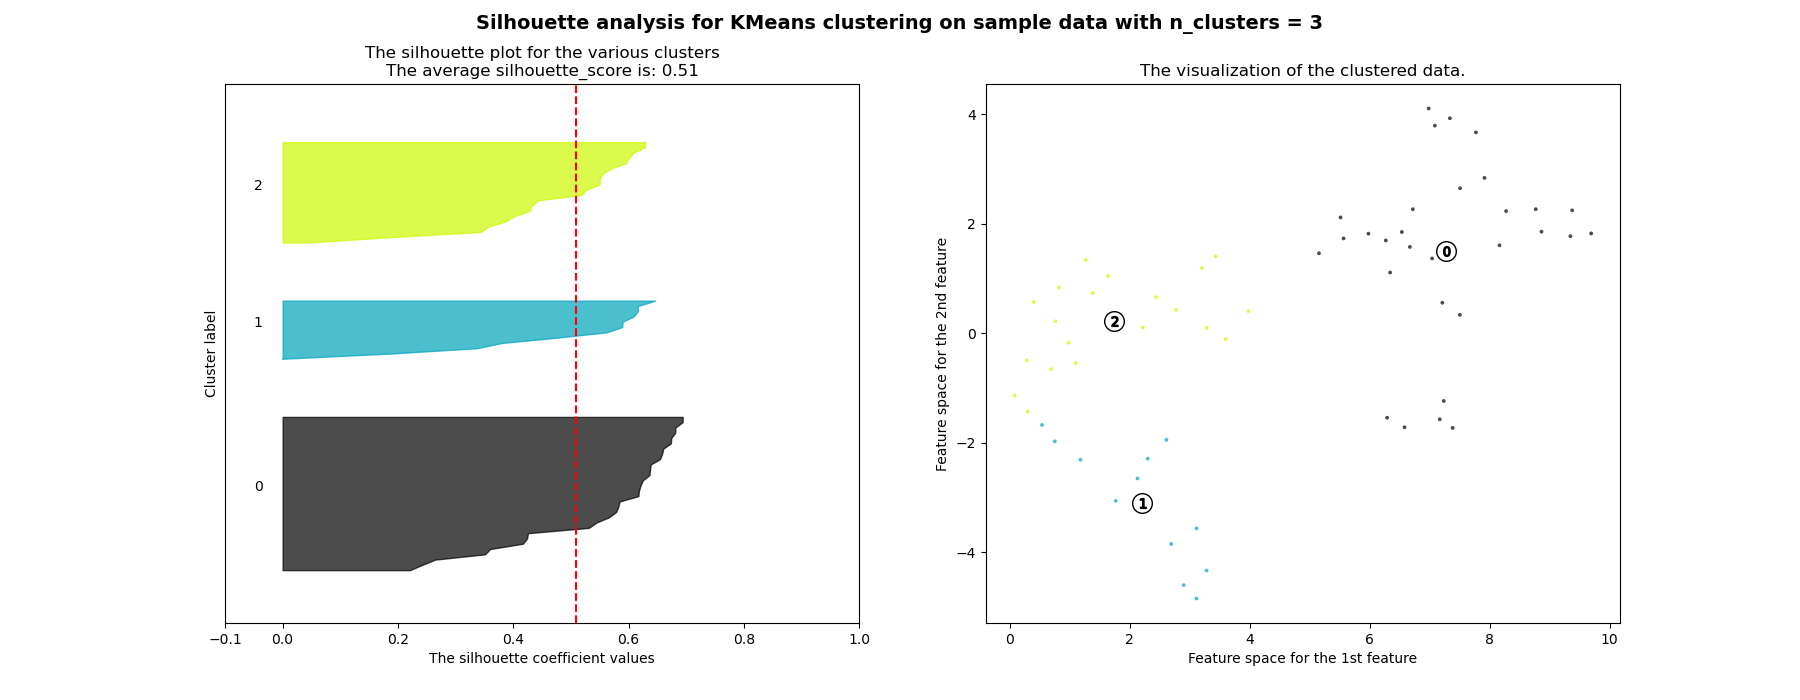 Silhouette analysis for KMeans clustering on sample data with n_clusters = 3
The silhouette plot for the various clusters
The average silhouette_score is: 0.51
2
1
0
Cluster label
−0.1 0.0 0.2 0.4 0.6 0.8 1.0
The silhouette coefficient values
The visualization of the clustered data.
4
2
0
−2
−4
Feature space for the 2nd feature
0
2
1
0 2 4 6 8 10
Feature space for the 1st feature